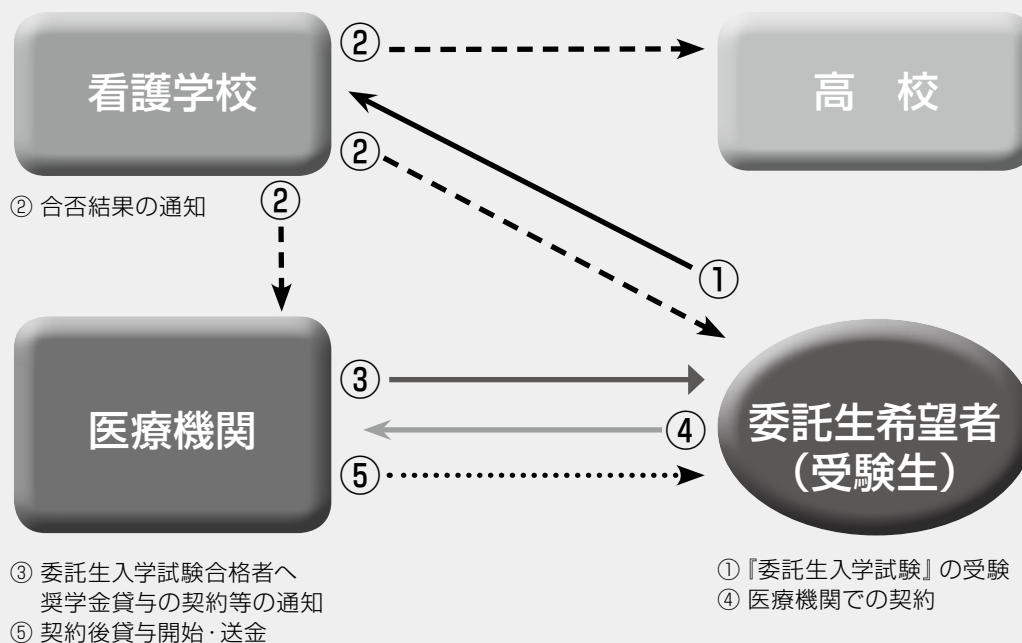 看護学校
②
高 校
②
② 合否結果の通知
②
①
医療機関
③
④
⑤
委託生希望者
（受験生）
③ 委託生入学試験合格者へ
奨学金貸与の契約等の通知
⑤ 契約後貸与開始・送金
①『委託生入学試験』の受験
④ 医療機関での契約